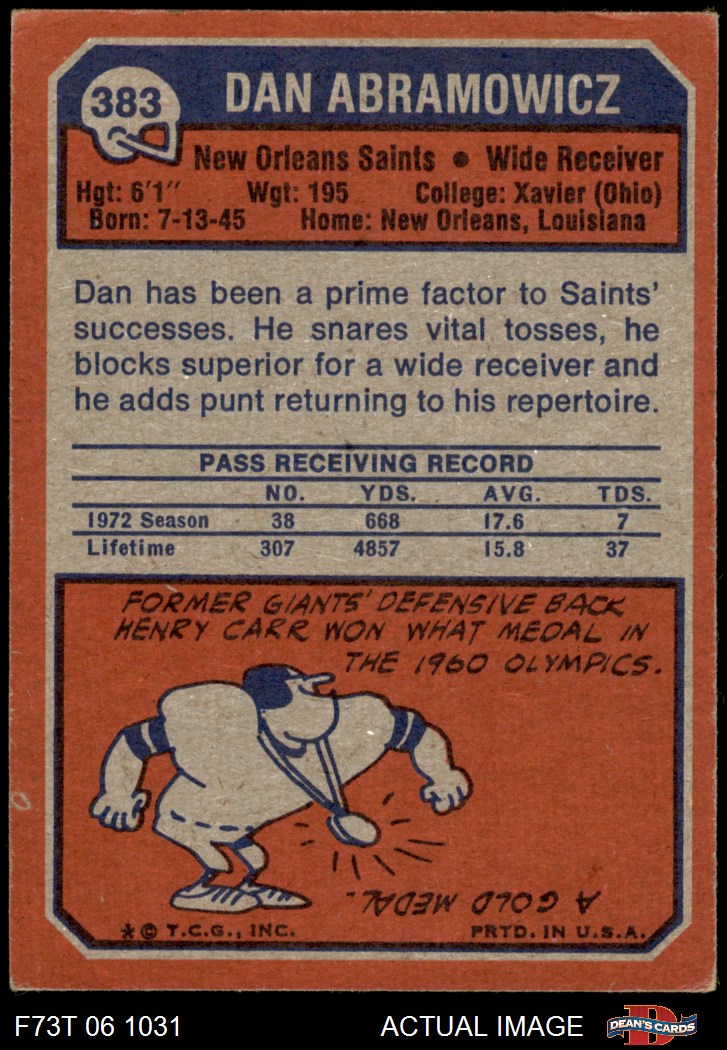 383
DAN ABRAMOWICZ
New Orleans Saints • Wide Receiver
Hgt: 6'1" Wgt: 195 College: Xavier (Ohio)
Born: 7-13-45 Home: New Orleans, Louisiana
Dan has been a prime factor to Saints'
successes. He snares vital tosses, he
blocks superior for a wide receiver and
he adds punt returning to his repertoire.
PASS RECEIVING RECORD
NO. YDS. AVG. TDS.
1972 Season 38 668 17.6 7
Lifetime 307 4857 15.8 37
FORMER GIANTS' DEFENSIVE BACK
HENRY CARR WON WHAT MEDAL IN
THE 1960 OLYMPICS.
A GOLD MEDAL.
* © T.C.G., INC. PRTD. IN U.S.A.
F73T 06 1031 ACTUAL IMAGE D DEAN'S CARDS